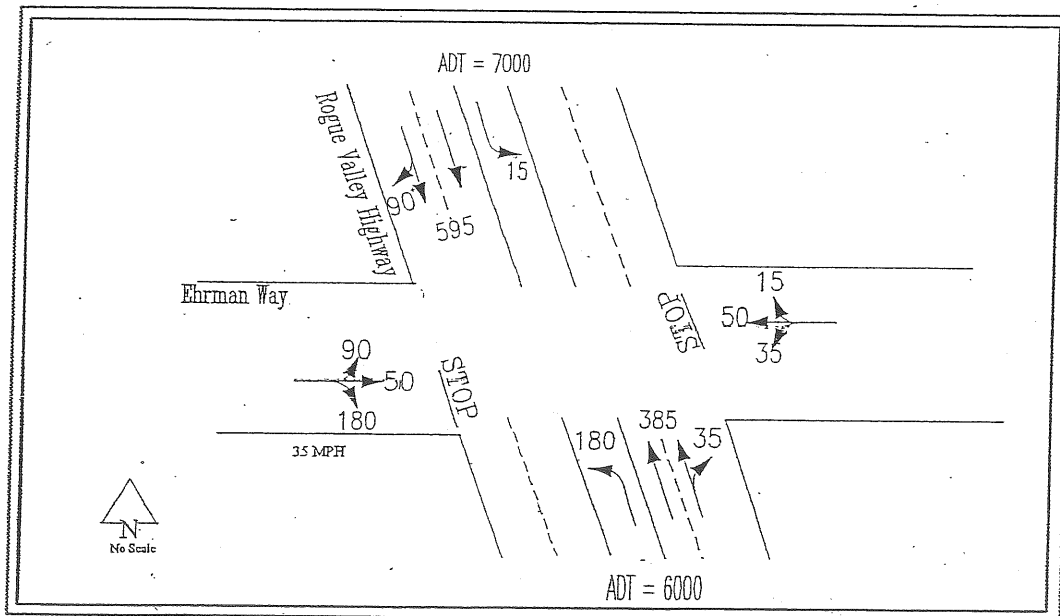 ADT = 7000
Rogue Valley Highway
15
90
595
Ehrman Way
15
50
35
STOP
STOP
90
50
180
35 MPH
180
385
35
N
No Scale
ADT = 6000